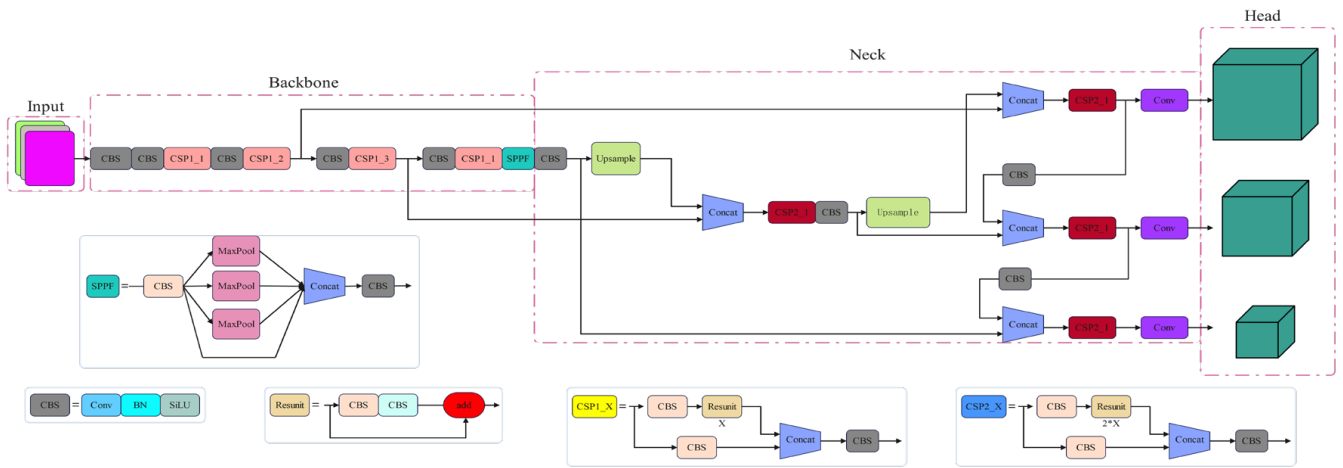 Head
Neck
Backbone
Input
Concat CSP2_1 Conv
CBS CBS CSP1_1 CBS CSP1_2 CBS CSP1_3 CBS CSP1_1 SPPF CBS Upsample
CBS
Concat CSP2_1 CBS Upsample
Concat CSP2_1 Conv
MaxPool
CBS
SPPF = CBS MaxPool Concat CBS
MaxPool
Concat CSP2_1 Conv
CBS = Conv BN SiLU
Resunit = CBS CBS add
CSP1_X = CBS Resunit
X
CBS Concat CBS
CSP2_X = CBS Resunit
2*X
CBS Concat CBS